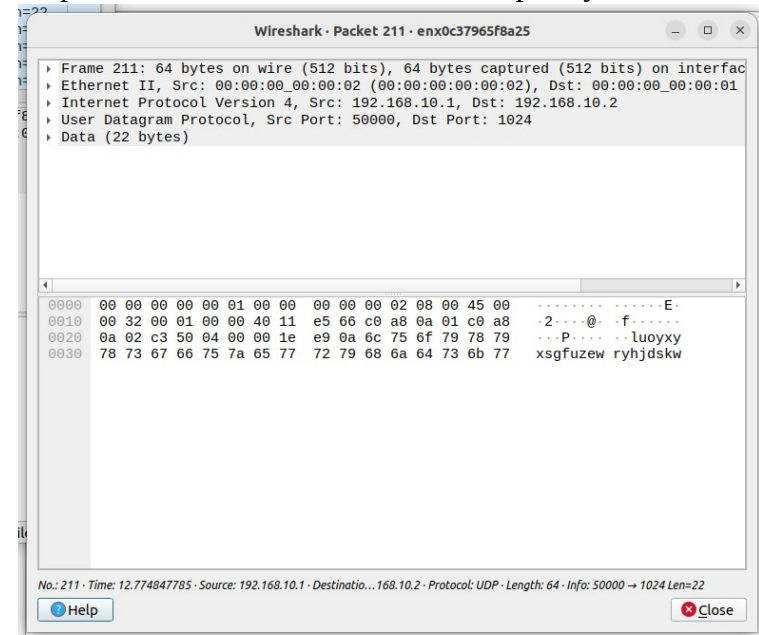 Wireshark · Packet 211 · enx0c37965f8a25
Frame 211: 64 bytes on wire (512 bits), 64 bytes captured (512 bits) on interfac
Ethernet II, Src: 00:00:00_00:00:02 (00:00:00:00:00:02), Dst: 00:00:00_00:00:01
Internet Protocol Version 4, Src: 192.168.10.1, Dst: 192.168.10.2
User Datagram Protocol, Src Port: 50000, Dst Port: 1024
Data (22 bytes)
0000 00 00 00 00 00 01 00 00 00 00 00 02 08 00 45 00 ········ ······E·
0010 00 32 00 01 00 00 40 11 e5 66 c0 a8 0a 01 c0 a8 ·2····@· ·f······
0020 0a 02 c3 50 04 00 00 1e e9 0a 6c 75 6f 79 78 79 ···P···· ··luoyxy
0030 78 73 67 66 75 7a 65 77 72 79 68 6a 64 73 6b 77 xsgfuzew ryhjdskw
No.: 211 · Time: 12.774847785 · Source: 192.168.10.1 · Destinatio…168.10.2 · Protocol: UDP · Length: 64 · Info: 50000 → 1024 Len=22
Help
Close